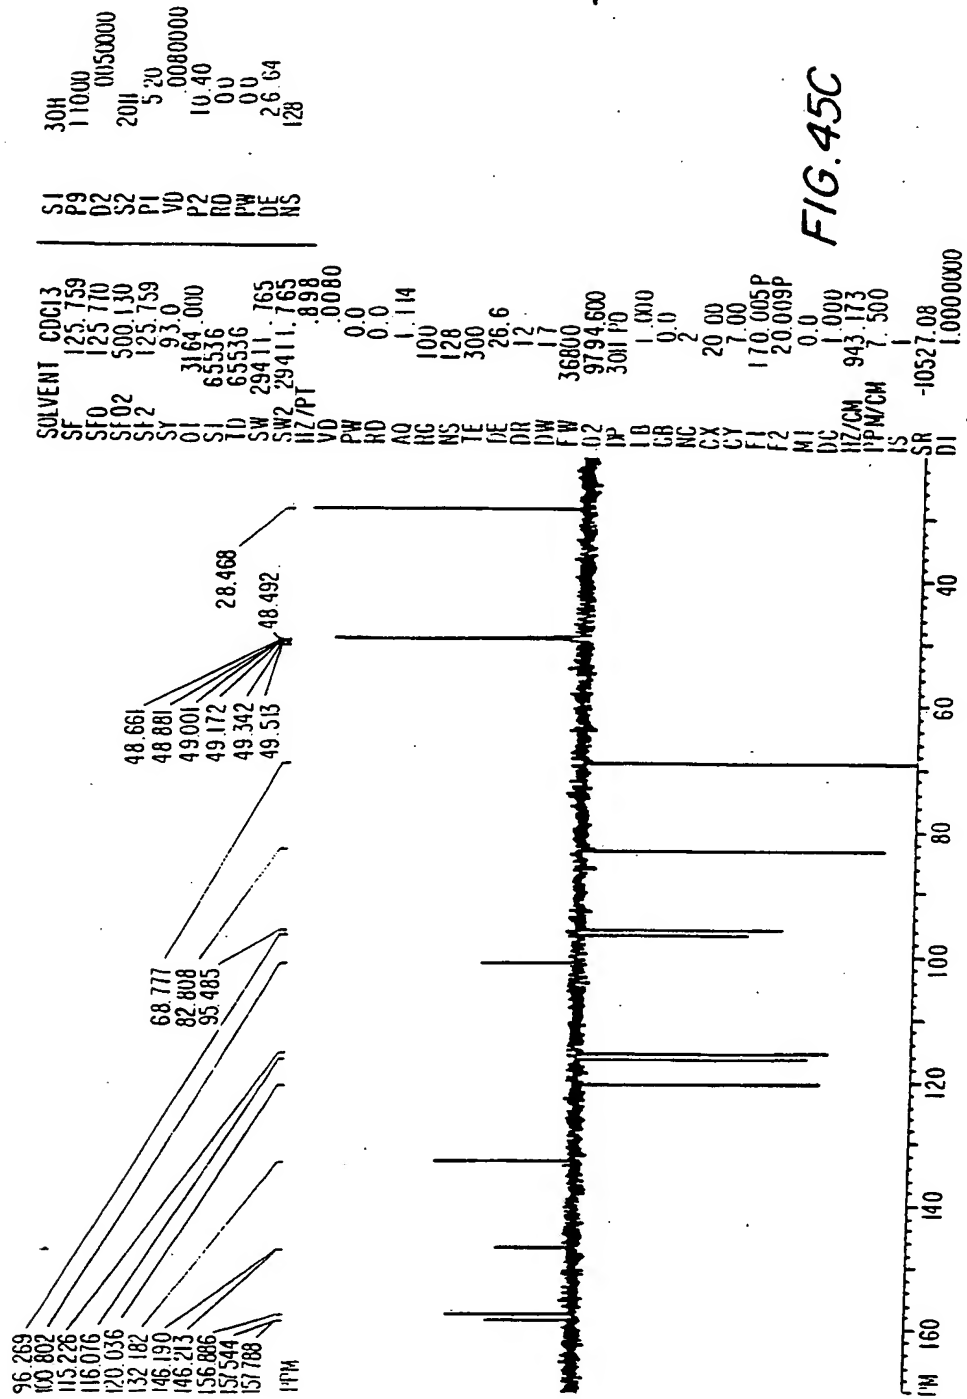 96.269
100.802
115.226
116.076
120.036
132.182
146.190
146.213
156.886
157.544
157.788
PPM
68.777
82.808
95.485
48.661
48.881
49.001
49.172
49.342
49.513
28.468
48.492
SOLVENT CDCl3
SF 125.759
SFO 125.770
SFO2 500.130
SF2 125.759
SY 93.0
O1 3164.000
SI 65536
TD 65536
SW 29411.765
SW2 29411.765
HZ/PT .898
VD .0080
PW 0.0
RD 0.0
AQ 1.114
RG 100
NS 128
TE 300
DE 26.6
DR 12
DW 17
FW 36800
O2 9794.600
DP 30H P0
LB 1.000
GB 0.0
NC 2
CX 20.00
CY 7.00
F1 170.005P
F2 20.009P
M1 0.0
DC 1.000
HZ/CM 943.173
PPM/CM 7.500
IS 1
SR -10527.08
DI 1.0000000
S1 30H
P9 110.00
D2 .0050000
S2 20H
P1 5.20
VD .0080000
P2 10.40
RD 0.0
PW 0.0
DE 26.64
NS 128
PM 160 140 120 100 80 60 40
FIG.45C